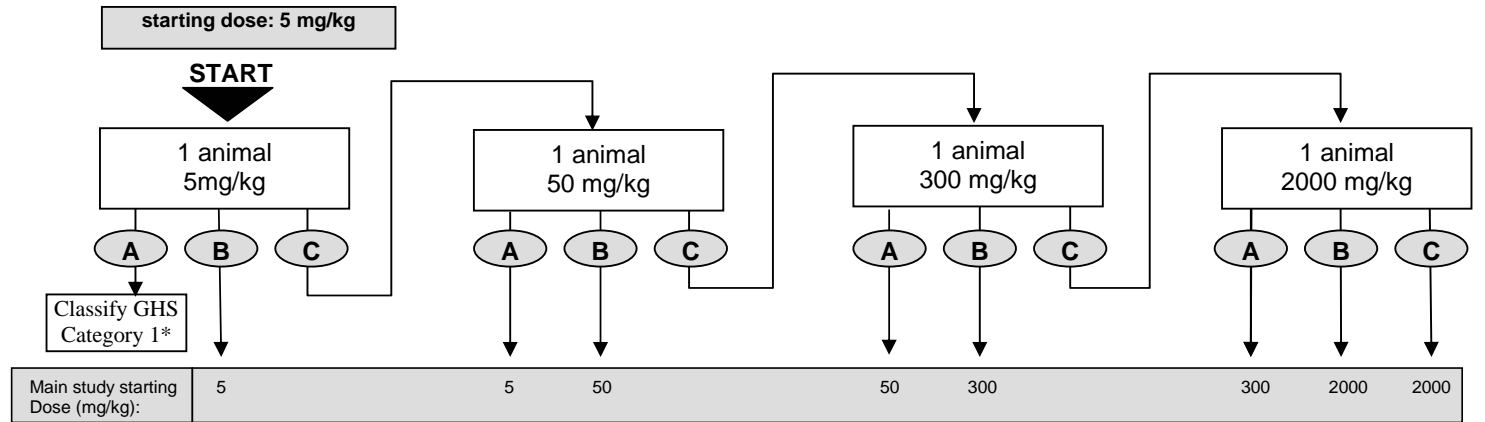 starting dose: 5 mg/kg
START
1 animal
5mg/kg
1 animal
50 mg/kg
1 animal
300 mg/kg
1 animal
2000 mg/kg
A B C A B C A B C A B C
Classify GHS
Category 1*
Main study starting
Dose (mg/kg):
5 5 50 50 300 300 2000 2000